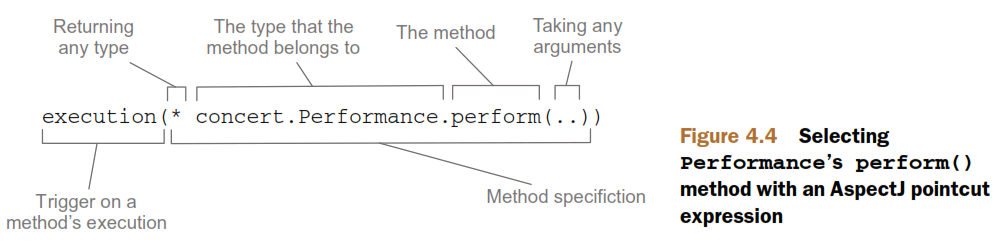 Returning
any type
The type that the
method belongs to
The method
Taking any
arguments
execution(* concert.Performance.perform(..))
Trigger on a
method's execution
Method specifiction
Figure 4.4 Selecting
Performance's perform()
method with an AspectJ pointcut
expression